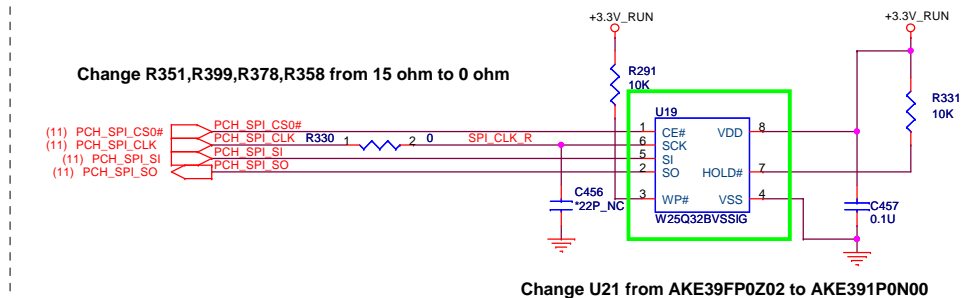 +3.3V_RUN +3.3V_RUN
Change R351,R399,R378,R358 from 15 ohm to 0 ohm
R291
10K
R331
10K
U19
(11) PCH_SPI_CS0# PCH_SPI_CS0# 1 CE# VDD 8
(11) PCH_SPI_CLK PCH_SPI_CLK R330 1 2 0 SPI_CLK_R 6 SCK
(11) PCH_SPI_SI PCH_SPI_SI 5 SI
(11) PCH_SPI_SO PCH_SPI_SO 2 SO HOLD# 7
C456
*22P_NC
3 WP# VSS 4
W25Q32BVSSIG
C457
0.1U
Change U21 from AKE39FP0Z02 to AKE391P0N00